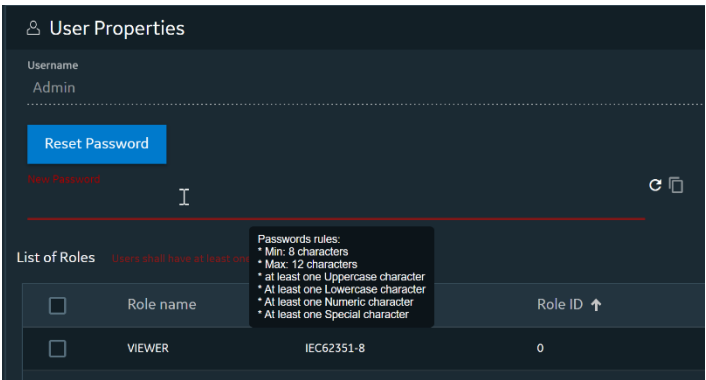 User Properties
Username
Admin
Reset Password
New Password
Passwords rules:
* Min: 8 characters
* Max: 12 characters
* at least one Uppercase character
* At least one Lowercase character
* At least one Numeric character
* At least one Special character
List of Roles Users shall have at least one
Role name Role ID
VIEWER IEC62351-8 0